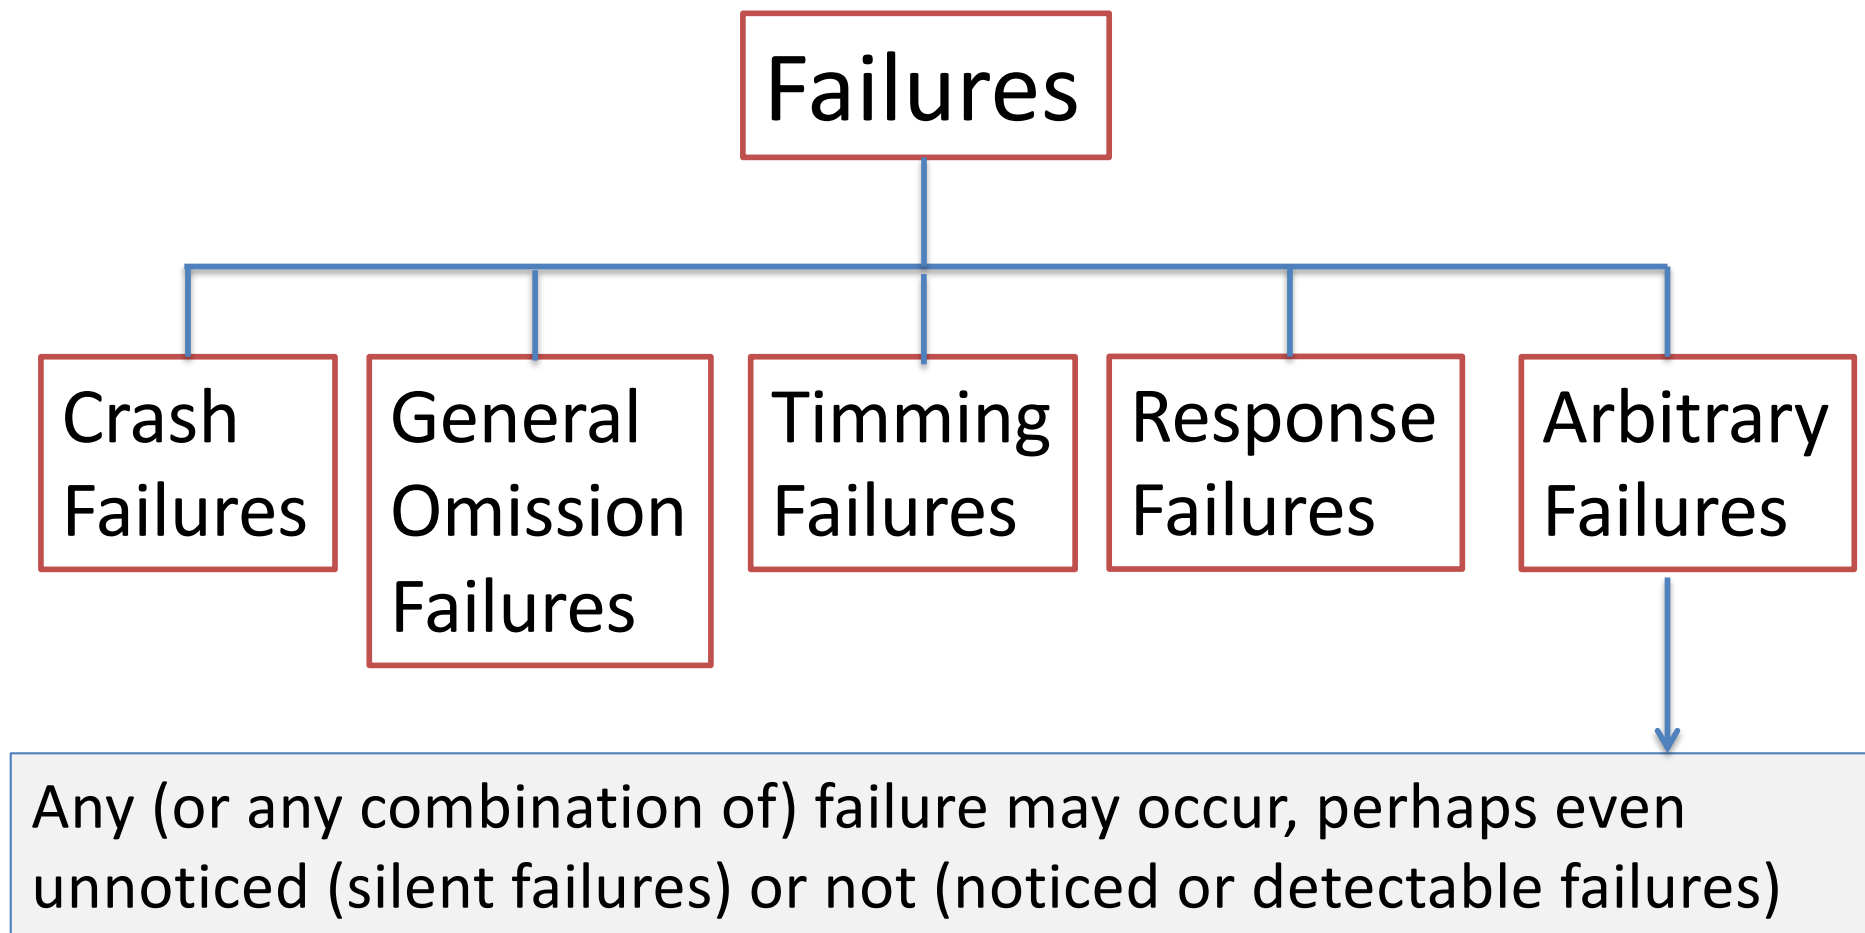 Failures
Crash
Failures
General
Omission
Failures
Timming
Failures
Response
Failures
Arbitrary
Failures
Any (or any combination of) failure may occur, perhaps even
unnoticed (silent failures) or not (noticed or detectable failures)